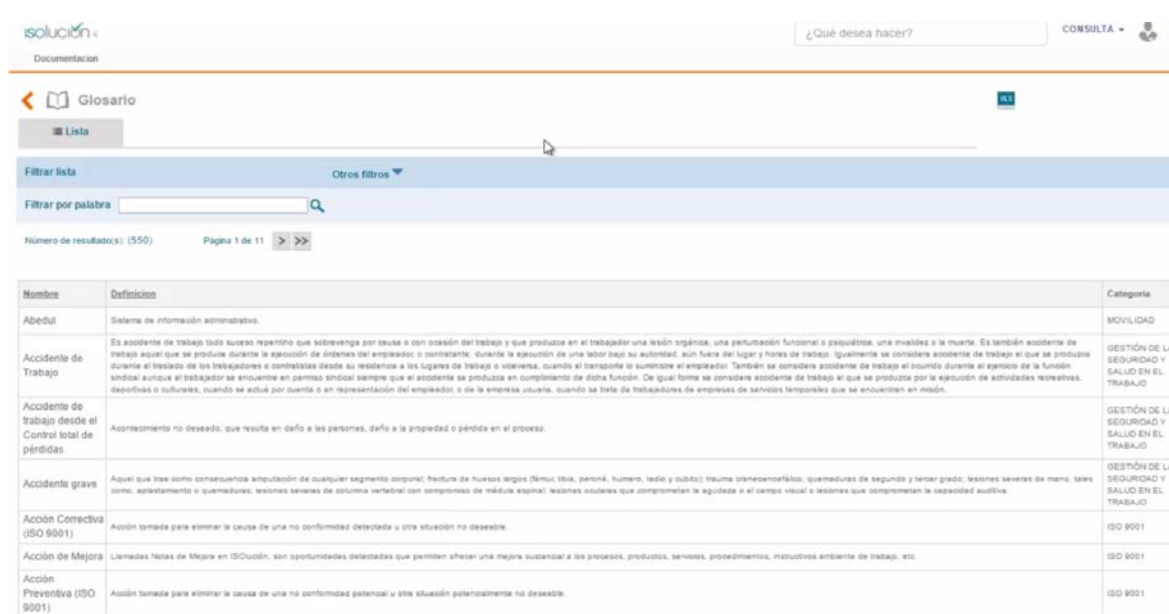 ISOlución
¿Qué desea hacer?
CONSULTA
Documentacion
Glosario
Lista
Filtrar lista
Otros filtros
Filtrar por palabra
Número de resultado(s): (550)
Página 1 de 11 > >>
Nombre
Definicion
Categoria
Abedul
Sistema de información administrativo.
MOVILIDAD
Accidente de
Trabajo
Es accidente de trabajo todo suceso repentino que sobrevenga por causa o con ocasión del trabajo y que produzca en el trabajador una lesión orgánica, una perturbación funcional o psiquiátrica, una invalidez o la muerte. Es también accidente de
trabajo aquel que se produce durante la ejecución de órdenes del empleador, o contratante, durante la ejecución de una labor bajo su autoridad, aún fuera del lugar y horas de trabajo. Igualmente se considera accidente de trabajo el que se produzca
durante el traslado de los trabajadores o contratistas desde su residencia a los lugares de trabajo o viceversa, cuando el transporte lo suministre el empleador. También se considera accidente de trabajo el ocurrido durante el ejercicio de la función
sindical aunque el trabajador se encuentre en permiso sindical siempre que el accidente se produzca en cumplimiento de dicha función. De igual forma se considera accidente de trabajo el que se produzca por la ejecución de actividades recreativas,
deportivas o culturales, cuando se actué por cuenta o en representación del empleador, o de la empresa usuaria, cuando se trate de trabajadores de empresas de servicios temporales que se encuentren en misión.
GESTIÓN DE LA
SEGURIDAD Y
SALUD EN EL
TRABAJO
Accidente de
trabajo desde el
Control total de
pérdidas
Acontecimiento no deseado, que resulta en daño a las personas, daño a la propiedad o pérdida en el proceso.
GESTIÓN DE LA
SEGURIDAD Y
SALUD EN EL
TRABAJO
Accidente grave
Aquel que trae como consecuencia amputación de cualquier segmento corporal; fractura de huesos largos (fémur, tibia, peroné, humero, radio y cubito); trauma craneoencefálico; quemaduras de segundo y tercer grado; lesiones severas de mano, tales
como, aplastamiento o quemaduras; lesiones severas de columna vertebral con compromiso de médula espinal; lesiones oculares que comprometan la agudeza o el campo visual o lesiones que comprometan la capacidad auditiva.
GESTIÓN DE LA
SEGURIDAD Y
SALUD EN EL
TRABAJO
Acción Correctiva
(ISO 9001)
Acción tomada para eliminar la causa de una no conformidad detectada u otra situación no deseable.
ISO 9001
Acción de Mejora
Llamadas Notas de Mejora en ISOlución, son oportunidades detectadas que permiten ofrecer una mejora sustancial a los procesos, productos, servicios, procedimientos, instructivos ambiente de trabajo, etc.
ISO 9001
Acción
Preventiva (ISO
9001)
Acción tomada para eliminar la causa de una no conformidad potencial u otra situación potencialmente no deseable.
ISO 9001